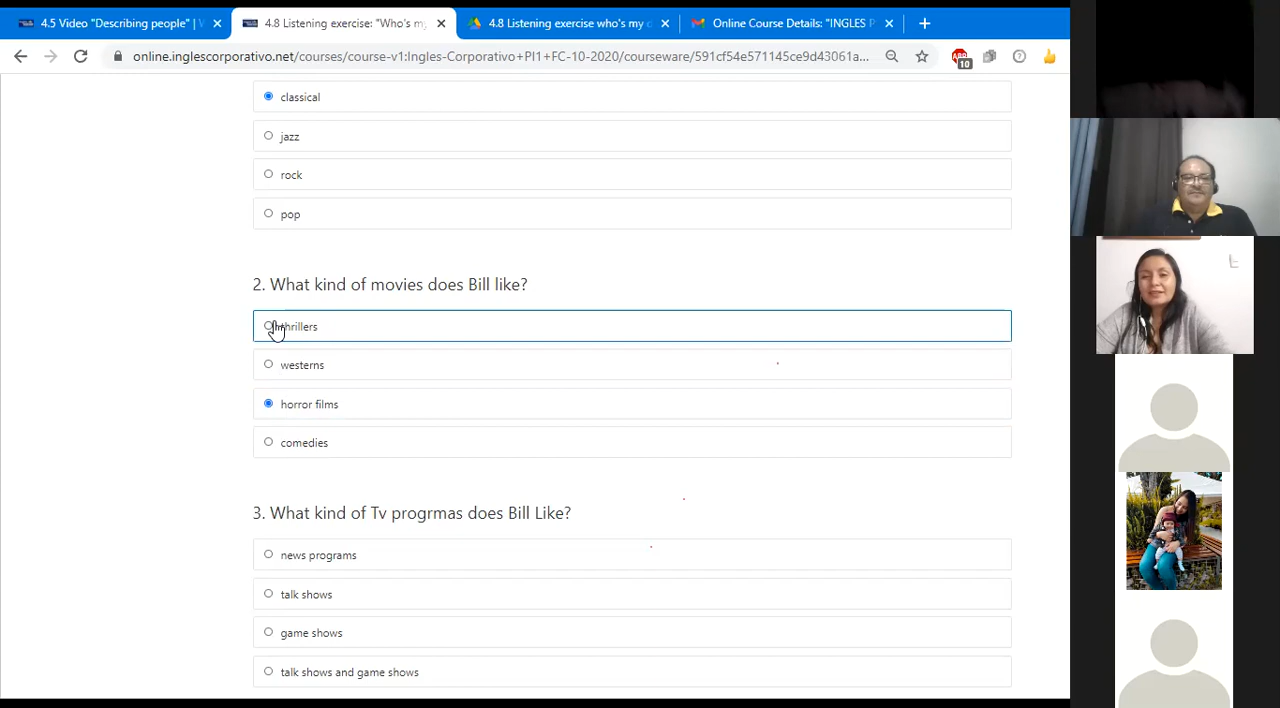 4.5 Video "Describing people" | V
4.8 Listening exercise: "Who's my
4.8 Listening exercise who's my d
Online Course Details: "INGLES P
online.inglescorporativo.net/courses/course-v1:Ingles-Corporativo+PI1+FC-10-2020/courseware/591cf54e571145ce9d43061a...
10
classical
jazz
rock
pop
2. What kind of movies does Bill like?
thrillers
westerns
horror films
comedies
3. What kind of Tv progrmas does Bill Like?
news programs
talk shows
game shows
talk shows and game shows